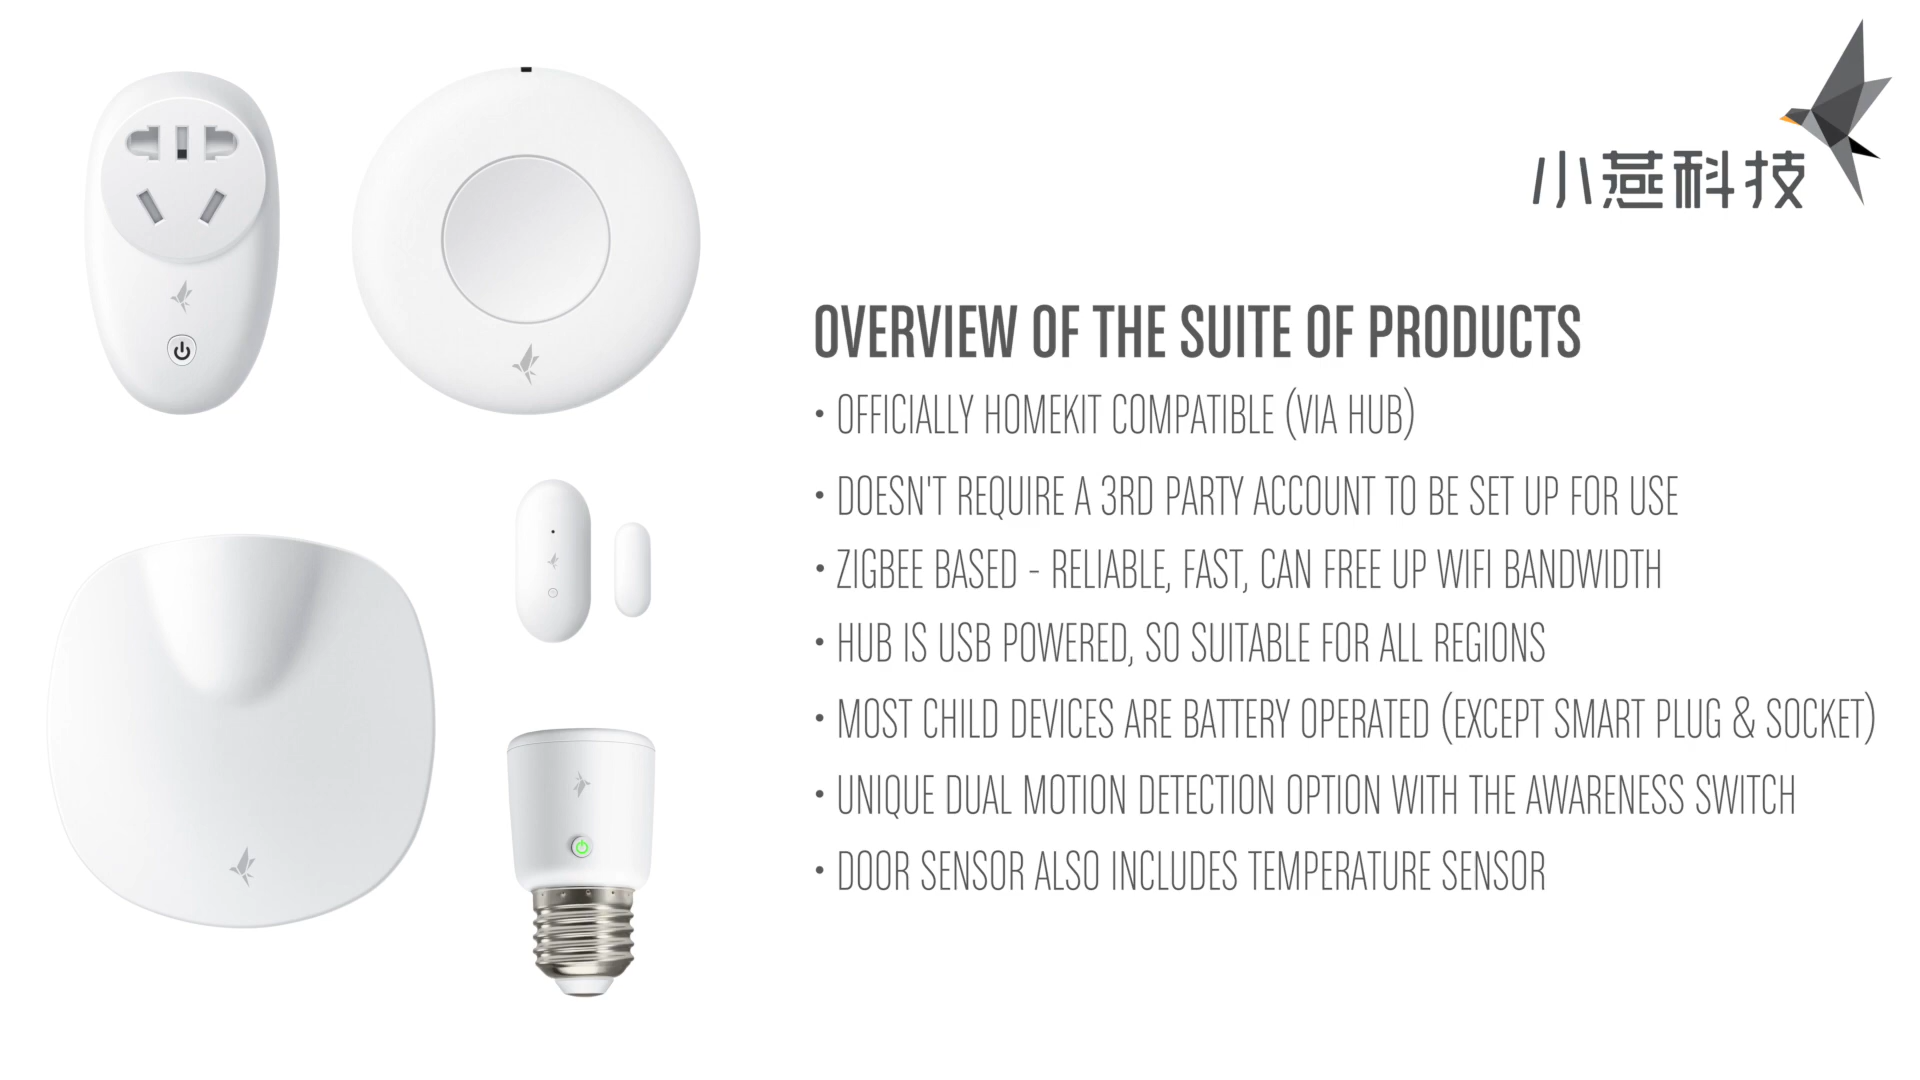 小燕科技
OVERVIEW OF THE SUITE OF PRODUCTS
• OFFICIALLY HOMEKIT COMPATIBLE (VIA HUB)
• DOESN'T REQUIRE A 3RD PARTY ACCOUNT TO BE SET UP FOR USE
• ZIGBEE BASED - RELIABLE, FAST, CAN FREE UP WIFI BANDWIDTH
• HUB IS USB POWERED, SO SUITABLE FOR ALL REGIONS
• MOST CHILD DEVICES ARE BATTERY OPERATED (EXCEPT SMART PLUG & SOCKET)
• UNIQUE DUAL MOTION DETECTION OPTION WITH THE AWARENESS SWITCH
• DOOR SENSOR ALSO INCLUDES TEMPERATURE SENSOR